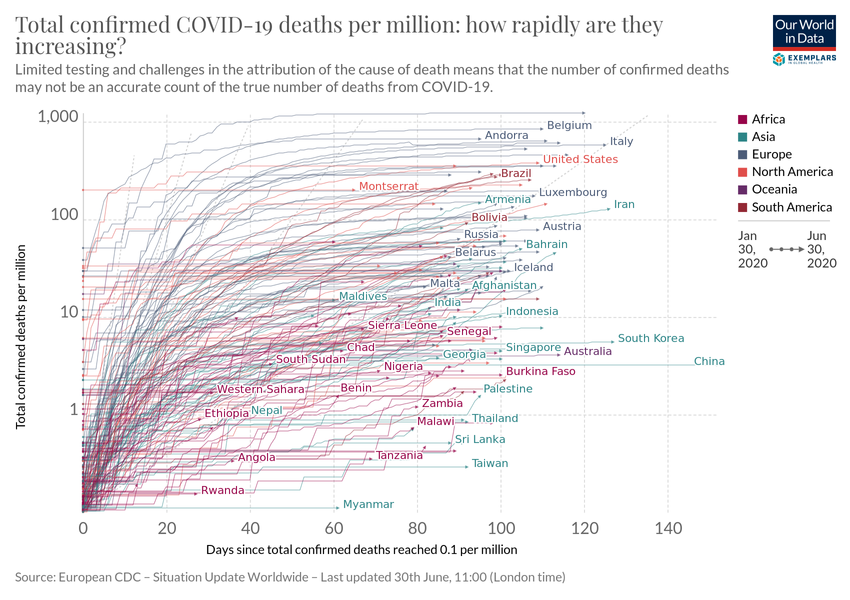 Total confirmed COVID-19 deaths per million: how rapidly are they
increasing?
Our World
in Data
EXEMPLARS
IN GLOBAL HEALTH
Limited testing and challenges in the attribution of the cause of death means that the number of confirmed deaths
may not be an accurate count of the true number of deaths from COVID-19.
Total confirmed deaths per million
1,000
100
10
1
Belgium
Andorra
Italy
United States
Brazil
Montserrat
Luxembourg
Armenia
Iran
Bolivia
Austria
Russia
Bahrain
Belarus
Iceland
Malta
Afghanistan
Maldives
India
Indonesia
Sierra Leone
Senegal
South Korea
Chad
Singapore
Australia
Georgia
South Sudan
China
Nigeria
Burkina Faso
Western Sahara
Benin
Palestine
Zambia
Ethiopia
Nepal
Malawi
Thailand
Sri Lanka
Angola
Tanzania
Taiwan
Rwanda
Myanmar
0 20 40 60 80 100 120 140
Days since total confirmed deaths reached 0.1 per million
Africa
Asia
Europe
North America
Oceania
South America
Jan
30,
2020
Jun
30,
2020
Source: European CDC – Situation Update Worldwide – Last updated 30th June, 11:00 (London time)